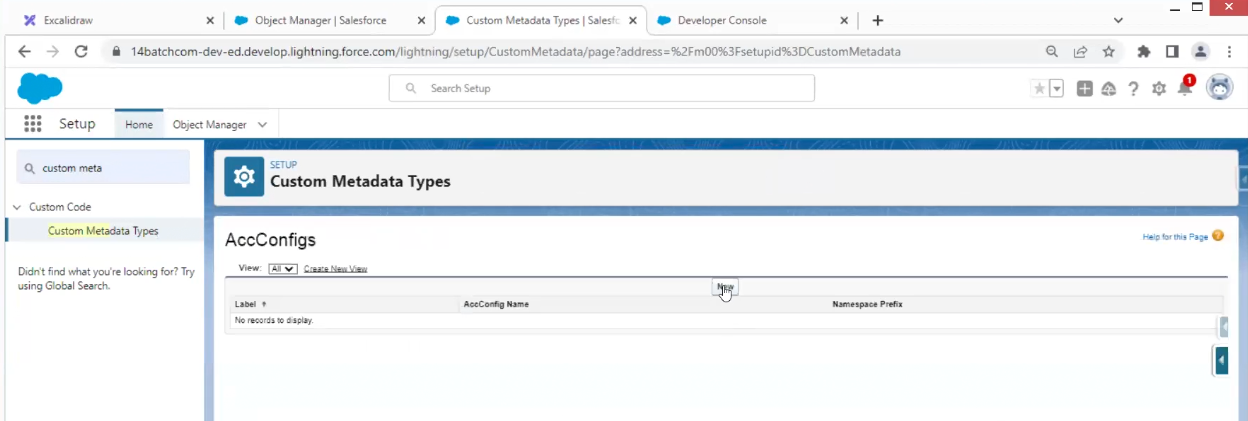 Excalidraw
Object Manager | Salesforce
Custom Metadata Types | Salesfo
Developer Console
14batchcom-dev-ed.develop.lightning.force.com/lightning/setup/CustomMetadata/page?address=%2Fm00%3Fsetupid%3DCustomMetadata
Search Setup
1
Setup
Home
Object Manager
custom meta
SETUP
Custom Metadata Types
Custom Code
Custom Metadata Types
Didn't find what you're looking for? Try
using Global Search.
AccConfigs
Help for this Page
View: All Create New View
New
Label AccConfig Name Namespace Prefix
No records to display.